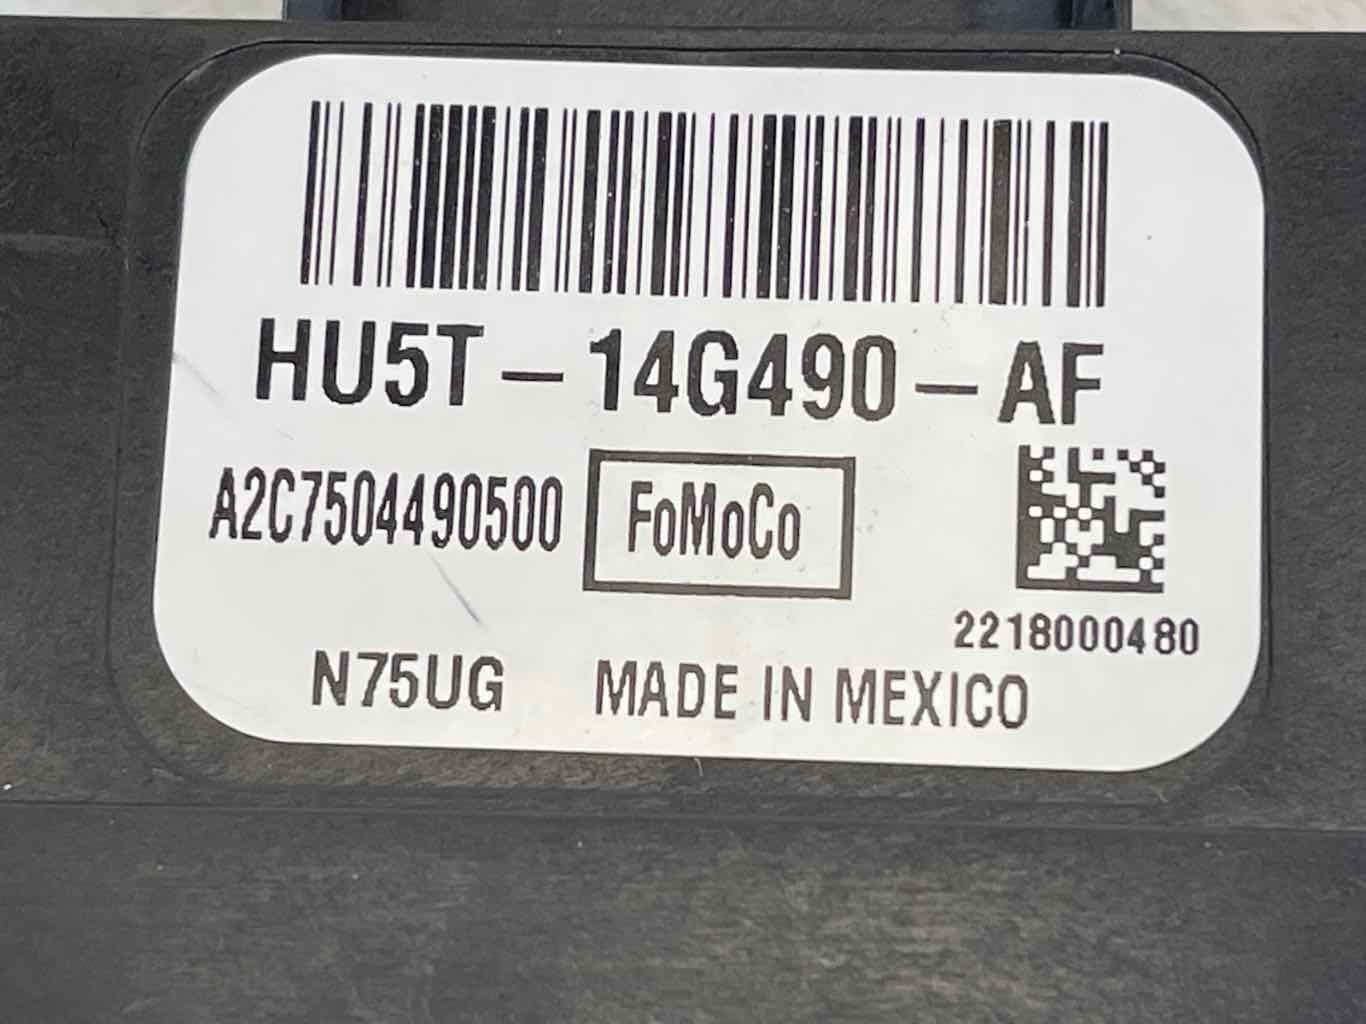 HU5T-14G490-AF
A2C7504490500 FoMoCo
2218000480
N75UG MADE IN MEXICO